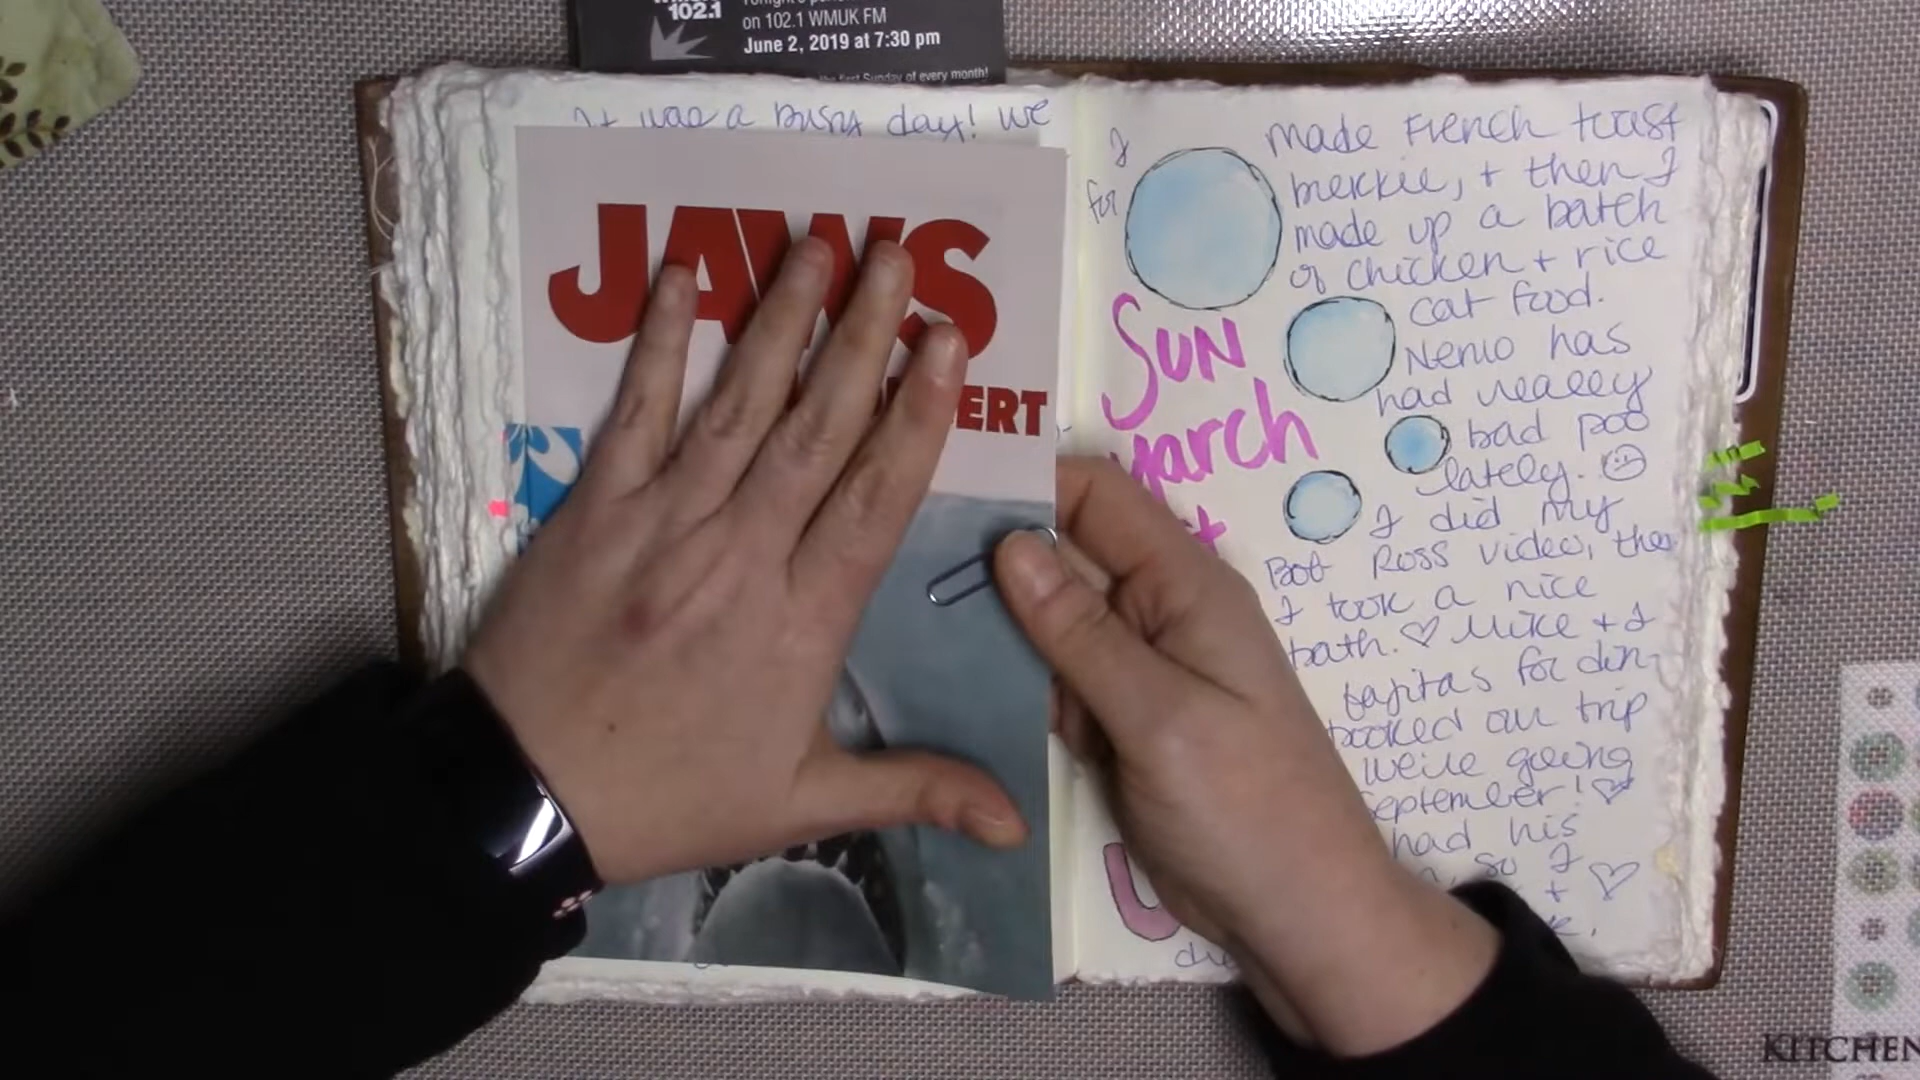 102.1
on 102.1 WMUK FM
June 2, 2019 at 7:30 pm
the first Sunday of every month!
It was a busy day! We
JAWS
ERT
I made French toast
for brekkie, + then I
made up a batch
of chicken + rice
cat food.
Nemo has
had really
bad poo
lately.
I did my
Bob Ross video, then
I took a nice
bath. ♡ Mike + I
fajitas for din-
booked our trip
We're going
September! ♡
had his
so I
+ ♡
SUN
March
KITCHEN